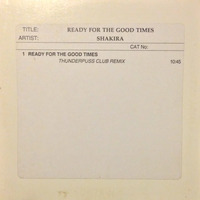 TITLE: READY FOR THE GOOD TIMES
ARTIST: SHAKIRA
CAT No:
1 READY FOR THE GOOD TIMES
THUNDERPUSS CLUB REMIX 10:45